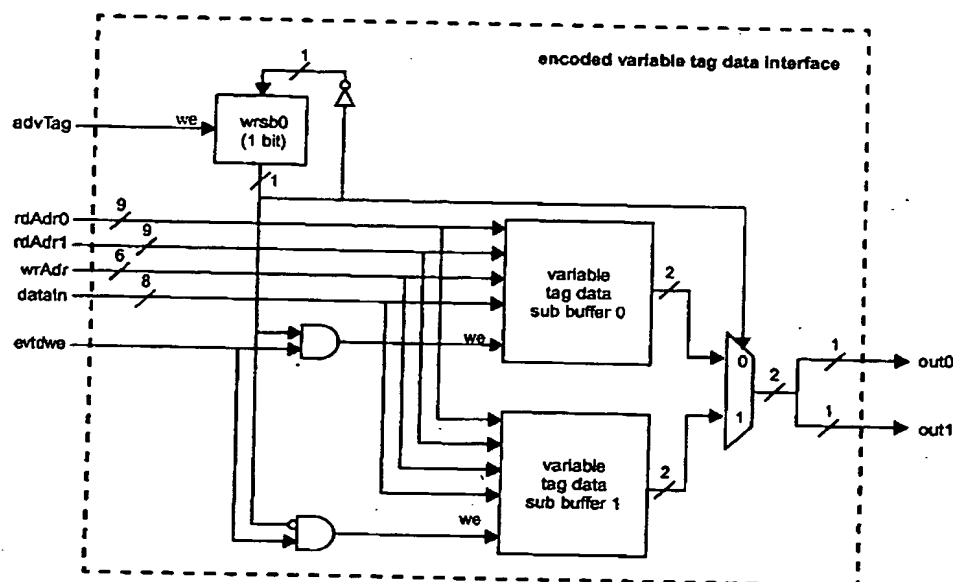 encoded variable tag data interface
1
advTag
we
wrsb0
(1 bit)
1
rdAdr0
9
rdAdr1
9
wrAdr
6
dataIn
8
evtdwe
we
variable
tag data
sub buffer 0
2
0
1
2
1
out0
1
out1
variable
tag data
sub buffer 1
2
we